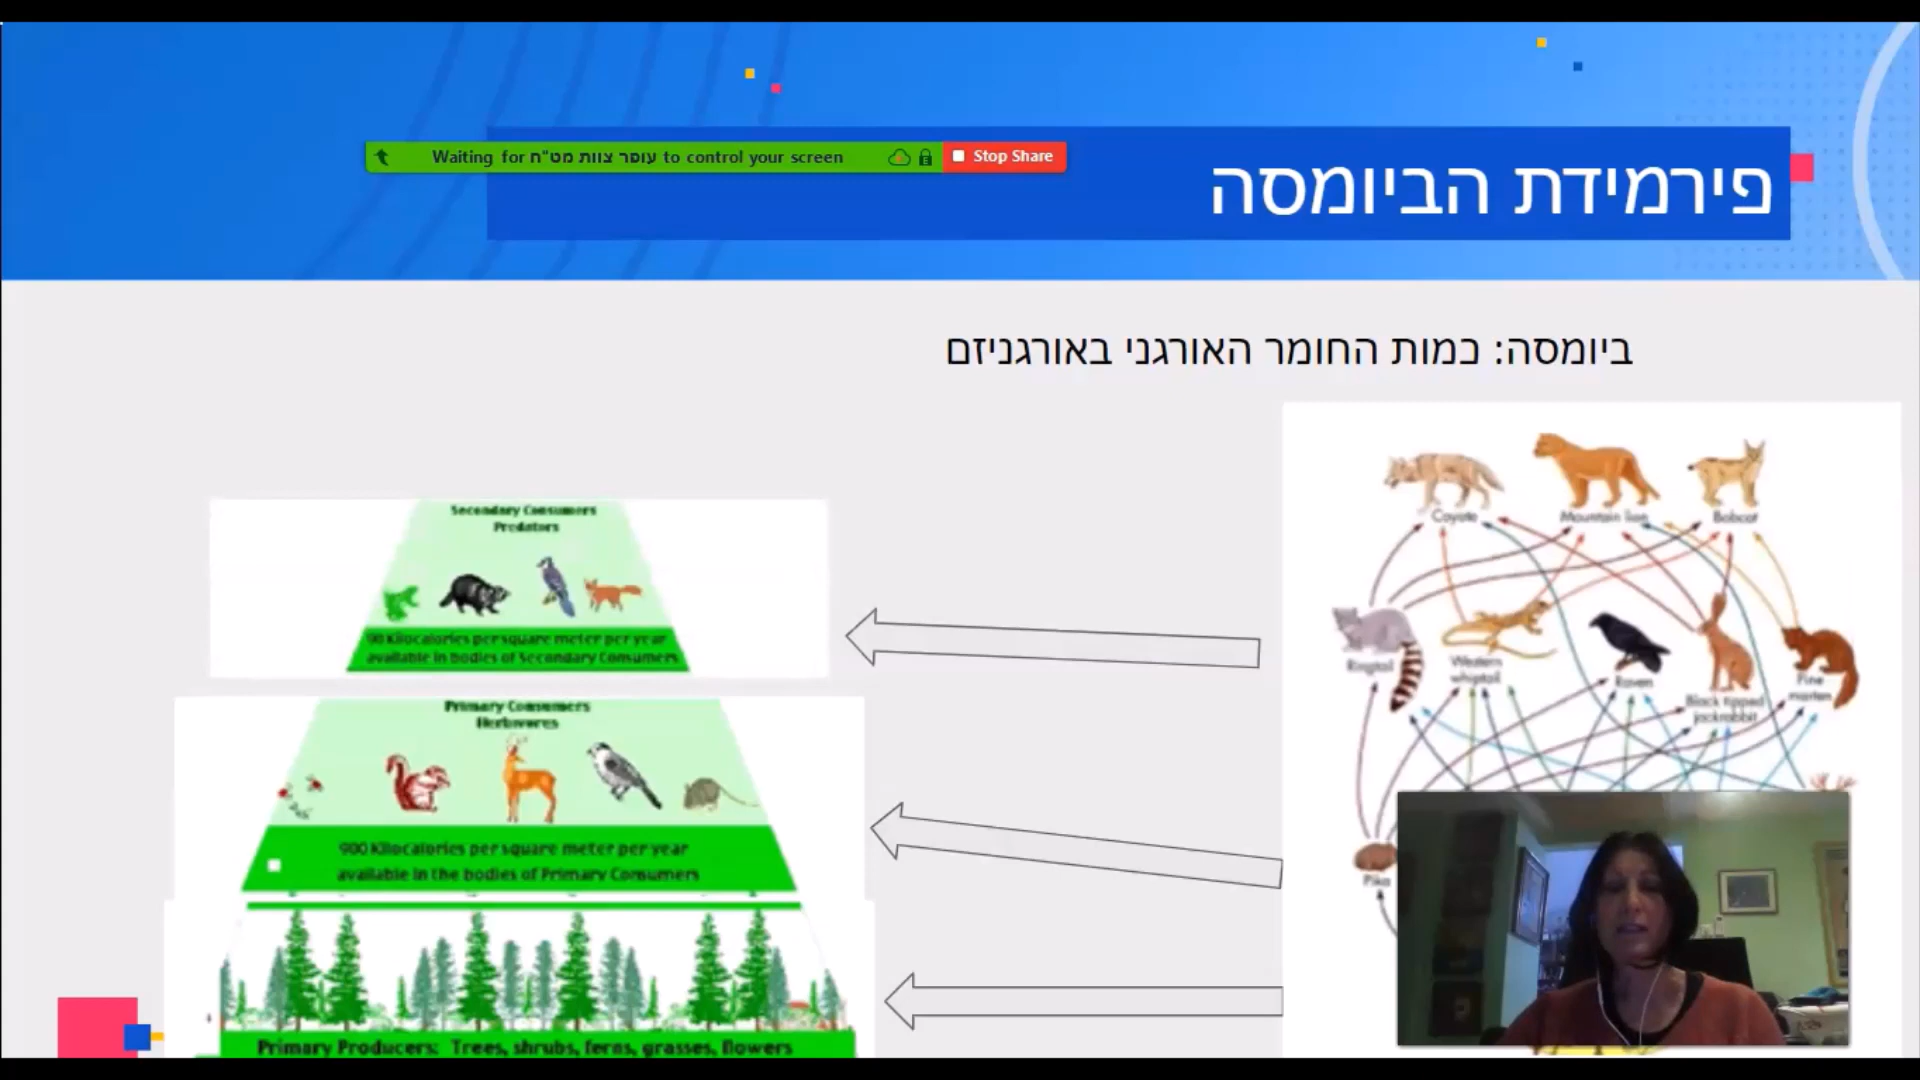 Waiting for עופר צוות מט"ח to control your screen
Stop Share
פירמידת הביומסה
ביומסה: כמות החומר האורגני באורגניזם
Secondary Consumers
Predators
90 Kilocalories per square meter per year
available in bodies of Secondary Consumers
Primary Consumers
Herbivores
900 Kilocalories per square meter per year
available in the bodies of Primary Consumers
Primary Producers: Trees, shrubs, ferns, grasses, flowers
Coyote
Mountain lion
Bobcat
Ringtail
Western
whiptail
Raven
Black tipped
jackrabbit
Pine
marten
Pika